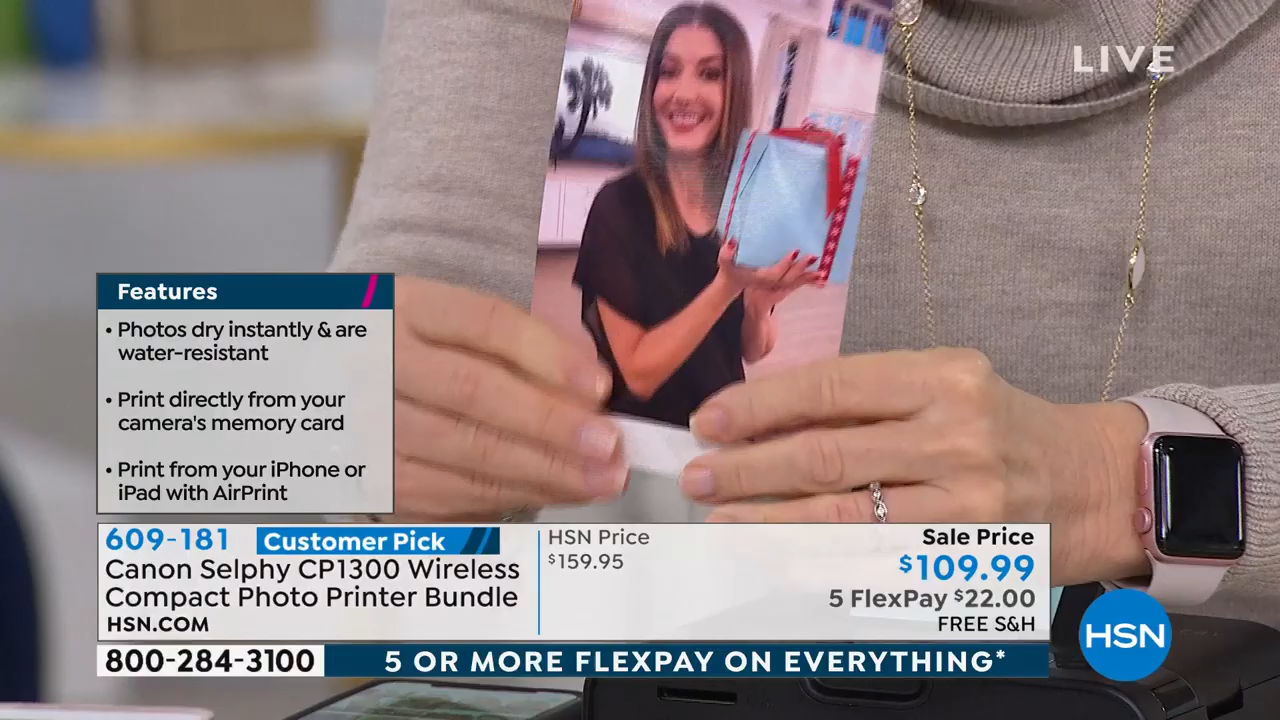 LIVE
Features
• Photos dry instantly & are
water-resistant
• Print directly from your
camera's memory card
• Print from your iPhone or
iPad with AirPrint
609-181 Customer Pick
Canon Selphy CP1300 Wireless
Compact Photo Printer Bundle
HSN.COM
HSN Price
$159.95
Sale Price
$109.99
5 FlexPay $22.00
FREE S&H
HSN
800-284-3100 5 OR MORE FLEXPAY ON EVERYTHING*